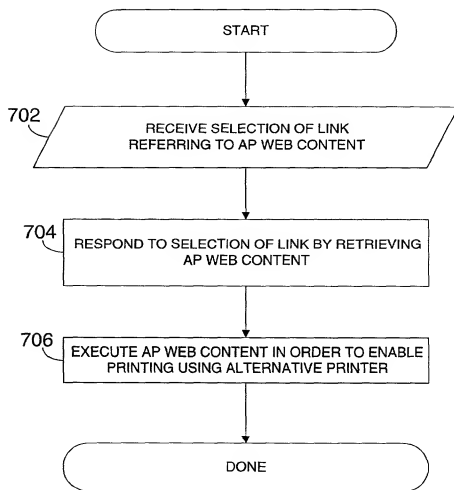 START
702
RECEIVE SELECTION OF LINK
REFERRING TO AP WEB CONTENT
704
RESPOND TO SELECTION OF LINK BY RETRIEVING
AP WEB CONTENT
706
EXECUTE AP WEB CONTENT IN ORDER TO ENABLE
PRINTING USING ALTERNATIVE PRINTER
DONE